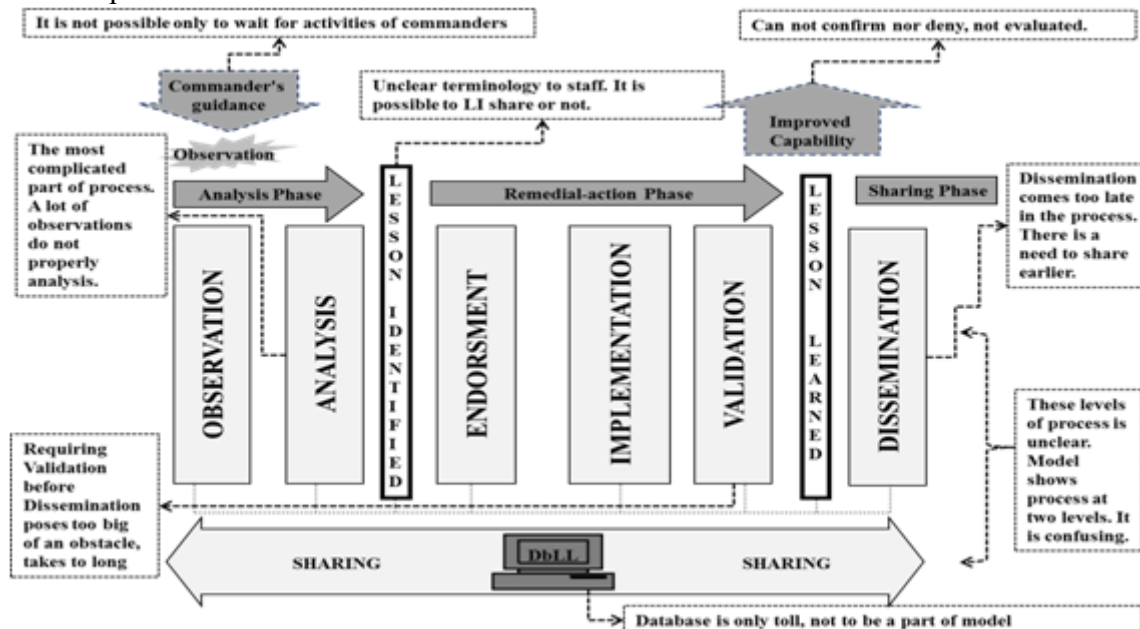 It is not possible only to wait for activities of commanders
Can not confirm nor deny, not evaluated.
Commander's
guidance
Unclear terminology to staff. It is
possible to LI share or not.
Improved
Capability
Observation
The most
complicated
part of process.
A lot of
observations
do not
properly
analysis.
Analysis Phase
Remedial-action Phase
Sharing Phase
Dissemination
comes too late
in the process.
There is a
need to share
earlier.
OBSERVATION
ANALYSIS
LESSON IDENTIFIED
ENDORSMENT
IMPLEMENTATION
VALIDATION
LESSON LEARNED
DISSEMINATION
These levels
of process is
unclear.
Model
shows
process at
two levels. It
is confusing.
Requiring
Validation
before
Dissemination
poses too big
of an obstacle,
takes to long
SHARING
DbLL
SHARING
Database is only toll, not to be a part of model